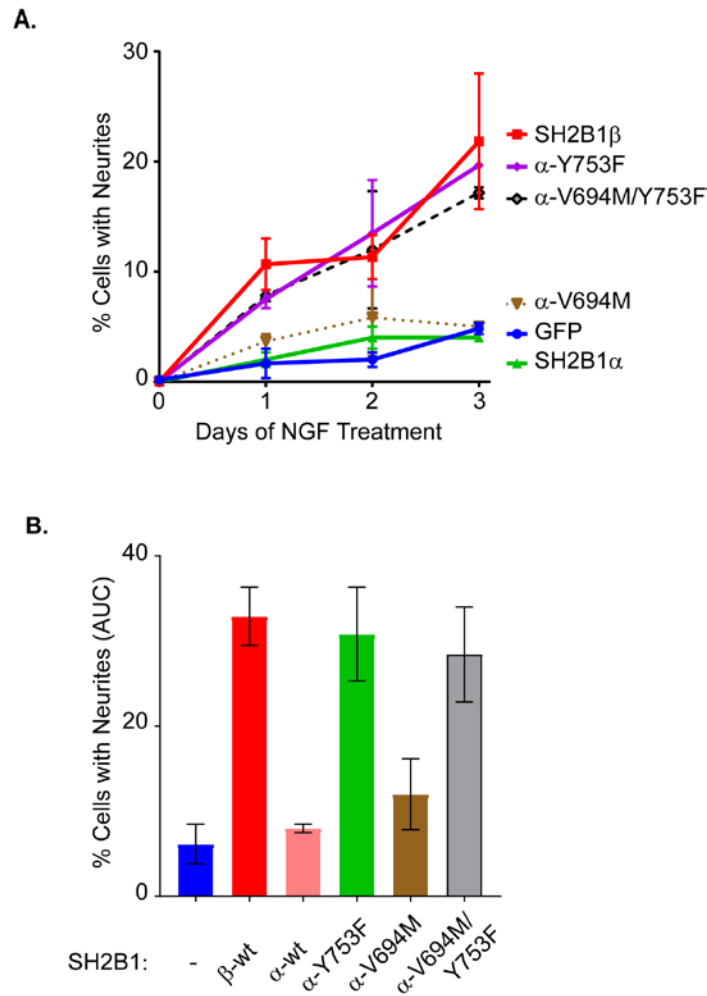 A.
30
20
10
0
0 1 2 3
% Cells with Neurites
Days of NGF Treatment
SH2B1β
α-Y753F
α-V694M/Y753F
α-V694M
GFP
SH2B1α
B.
40
20
0
% Cells with Neurites (AUC)
SH2B1: - β-wt α-wt α-Y753F α-V694M α-V694M/
Y753F